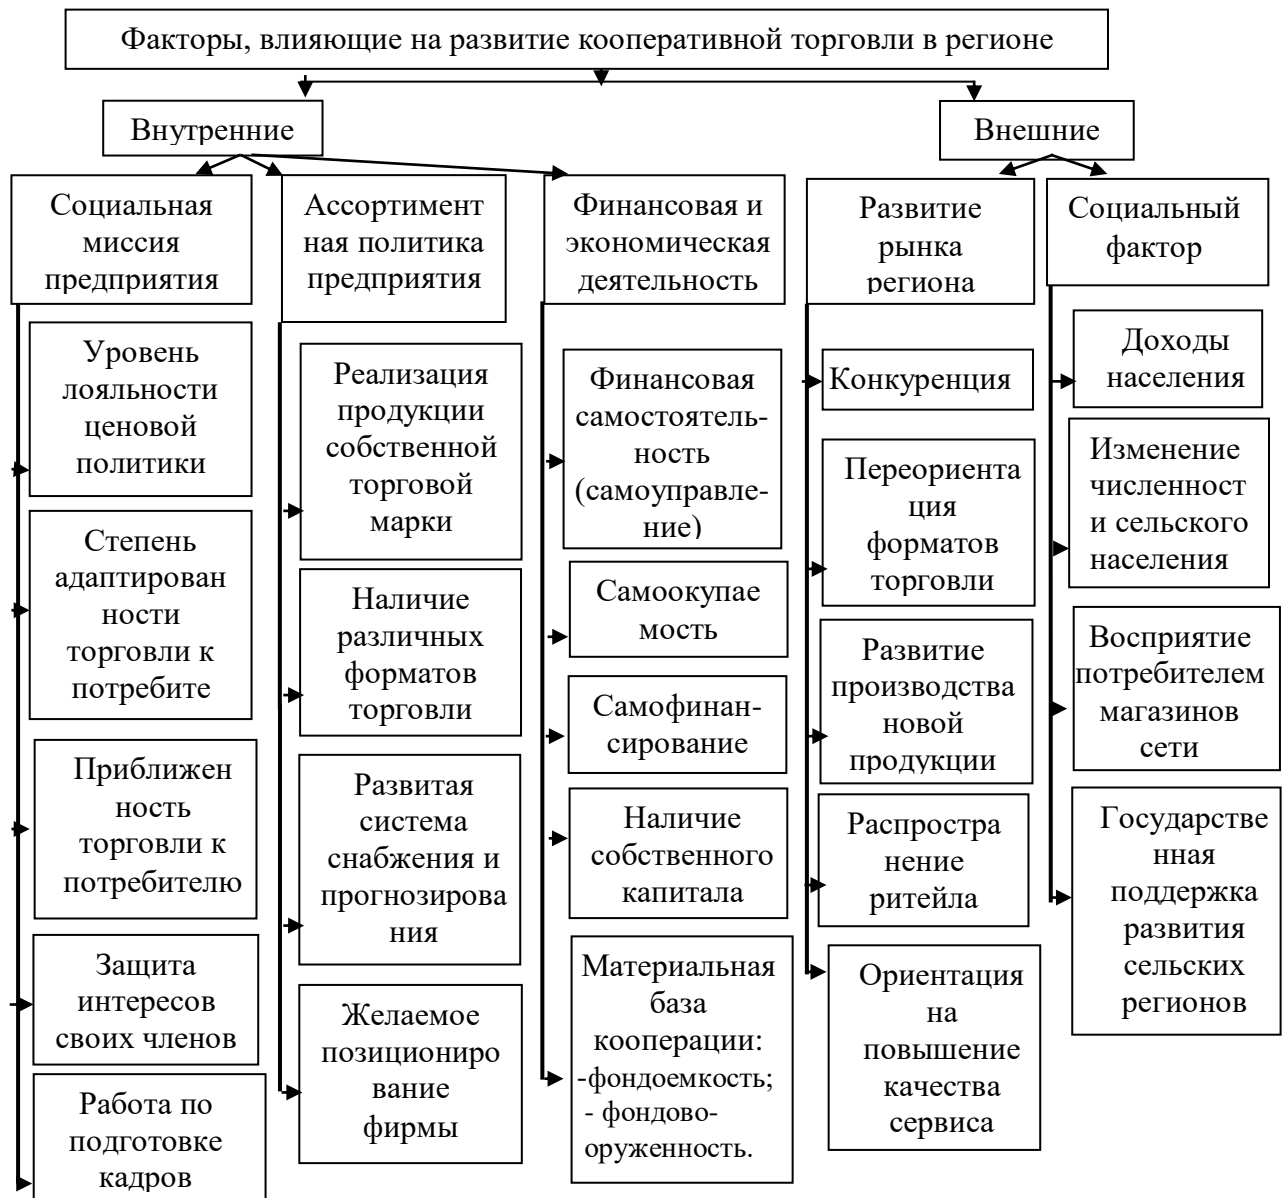 Факторы, влияющие на развитие кооперативной торговли в регионе
Внутренние
Внешние
Социальная
миссия
предприятия
Ассортимент
ная политика
предприятия
Финансовая и
экономическая
деятельность
Развитие
рынка
региона
Социальный
фактор
Уровень
лояльности
ценовой
политики
Степень
адаптирован
ности
торговли к
потребите
Приближен
ность
торговли к
потребителю
Защита
интересов
своих членов
Работа по
подготовке
кадров
Реализация
продукции
собственной
торговой
марки
Наличие
различных
форматов
торговли
Развитая
система
снабжения и
прогнозирова
ния
Желаемое
позициониро
вание
фирмы
Финансовая
самостоятель-
ность
(самоуправле-
ние)
Самоокупае
мость
Самофинан-
сирование
Наличие
собственного
капитала
Материальная
база
кооперации:
-фондоемкость;
- фондово-
оруженность.
Конкуренция
Переориента
ция
форматов
торговли
Развитие
производства
новой
продукции
Распростра
нение
ритейла
Ориентация
на
повышение
качества
сервиса
Доходы
населения
Изменение
численност
и сельского
населения
Восприятие
потребителем
магазинов
сети
Государстве
нная
поддержка
развития
сельских
регионов